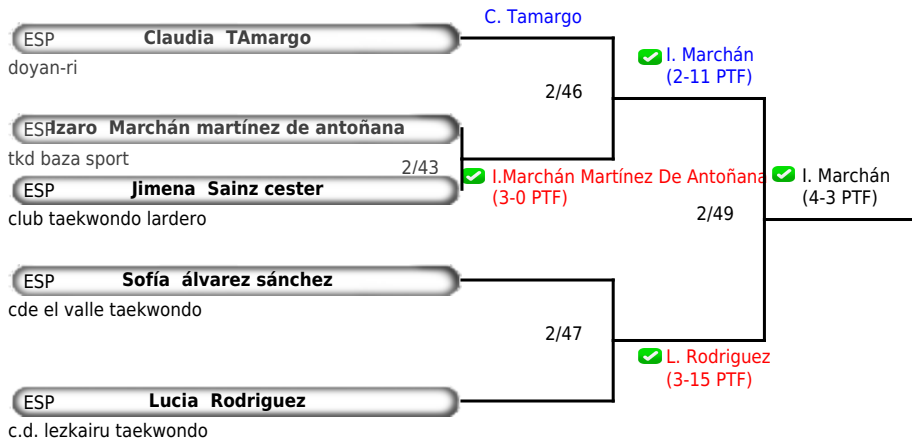 C. Tamargo
ESP Claudia TAmargo
doyan-ri
I. Marchán
(2-11 PTF)
2/46
ESP Izaro Marchán martínez de antoñana
tkd baza sport
2/43
ESP Jimena Sainz cester
club taekwondo lardero
I.Marchán Martínez De Antoñana
(3-0 PTF)
I. Marchán
(4-3 PTF)
2/49
ESP Sofía álvarez sánchez
cde el valle taekwondo
2/47
L. Rodriguez
(3-15 PTF)
ESP Lucia Rodriguez
c.d. lezkairu taekwondo